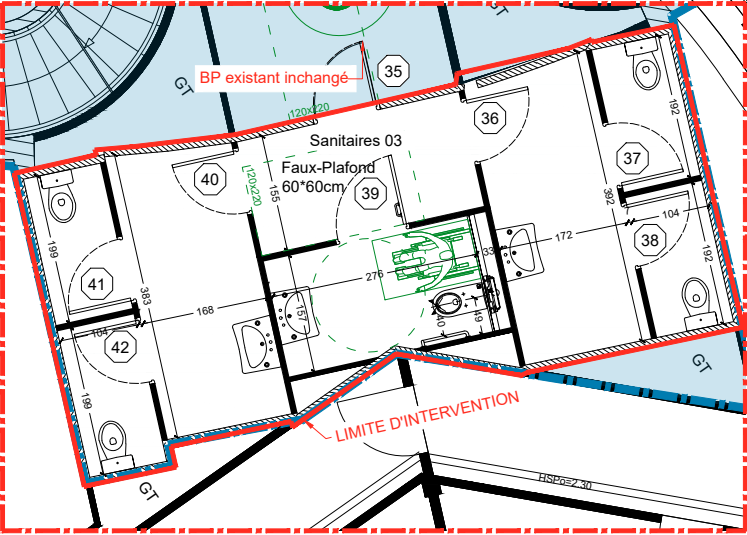 ST
GT
BP existant inchangé
35
120x220
36
Sanitaires 03
Faux-Plafond
60*60cm
40
120x220
155
39
37
192
392
104
38
192
172
33
276
199
41
383
168
157
40
49
104
42
199
GT
GT
LIMITE D'INTERVENTION
HSPo=2.30